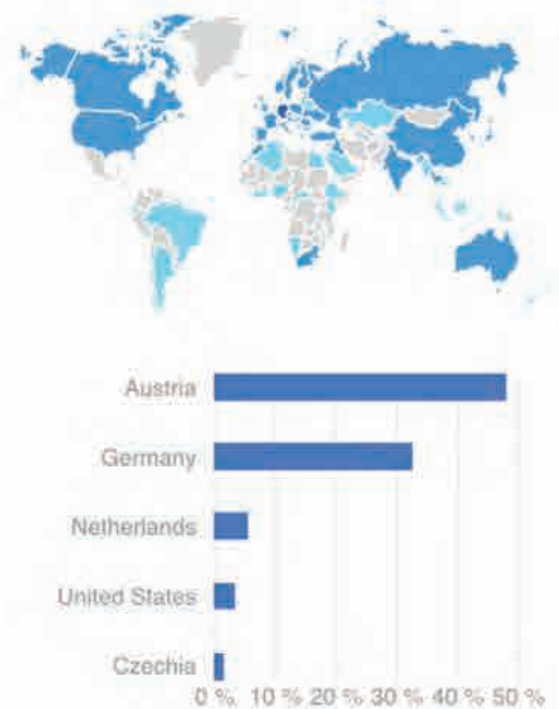 Austria
Germany
Netherlands
United States
Czechia
0 % 10 % 20 % 30 % 40 % 50 %